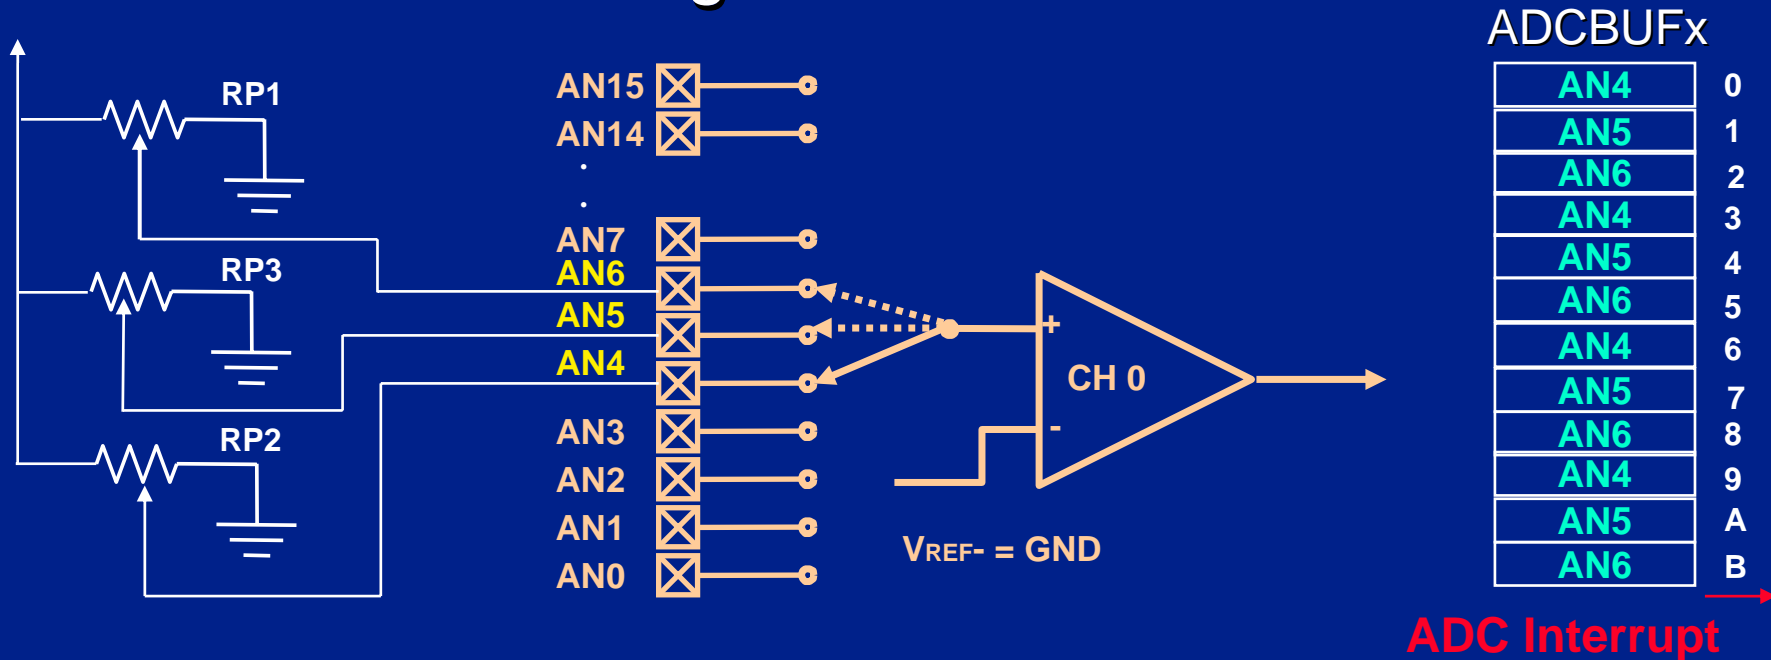 ADCBUFx
RP1
RP3
RP2
AN15
AN14
.
.
AN7
AN6
AN5
AN4
AN3
AN2
AN1
AN0
+
CH 0
-
VREF- = GND
AN4 0
AN5 1
AN6 2
AN4 3
AN5 4
AN6 5
AN4 6
AN5 7
AN6 8
AN4 9
AN5 A
AN6 B
ADC Interrupt